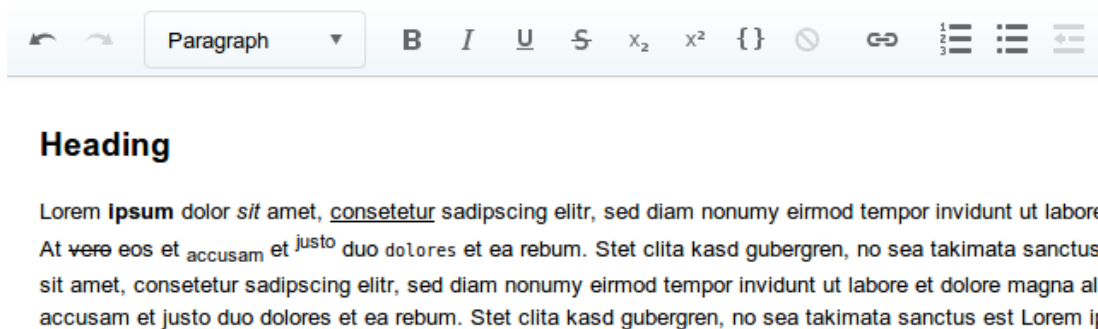 Paragraph B I U S X₂ X² {}
Heading
Lorem ipsum dolor sit amet, consetetur sadipscing elitr, sed diam nonumy eirmod tempor invidunt ut labore
At vero eos et accusam et justo duo dolores et ea rebum. Stet clita kasd gubergren, no sea takimata sanctus
sit amet, consetetur sadipscing elitr, sed diam nonumy eirmod tempor invidunt ut labore et dolore magna al
accusam et justo duo dolores et ea rebum. Stet clita kasd gubergren, no sea takimata sanctus est Lorem ip